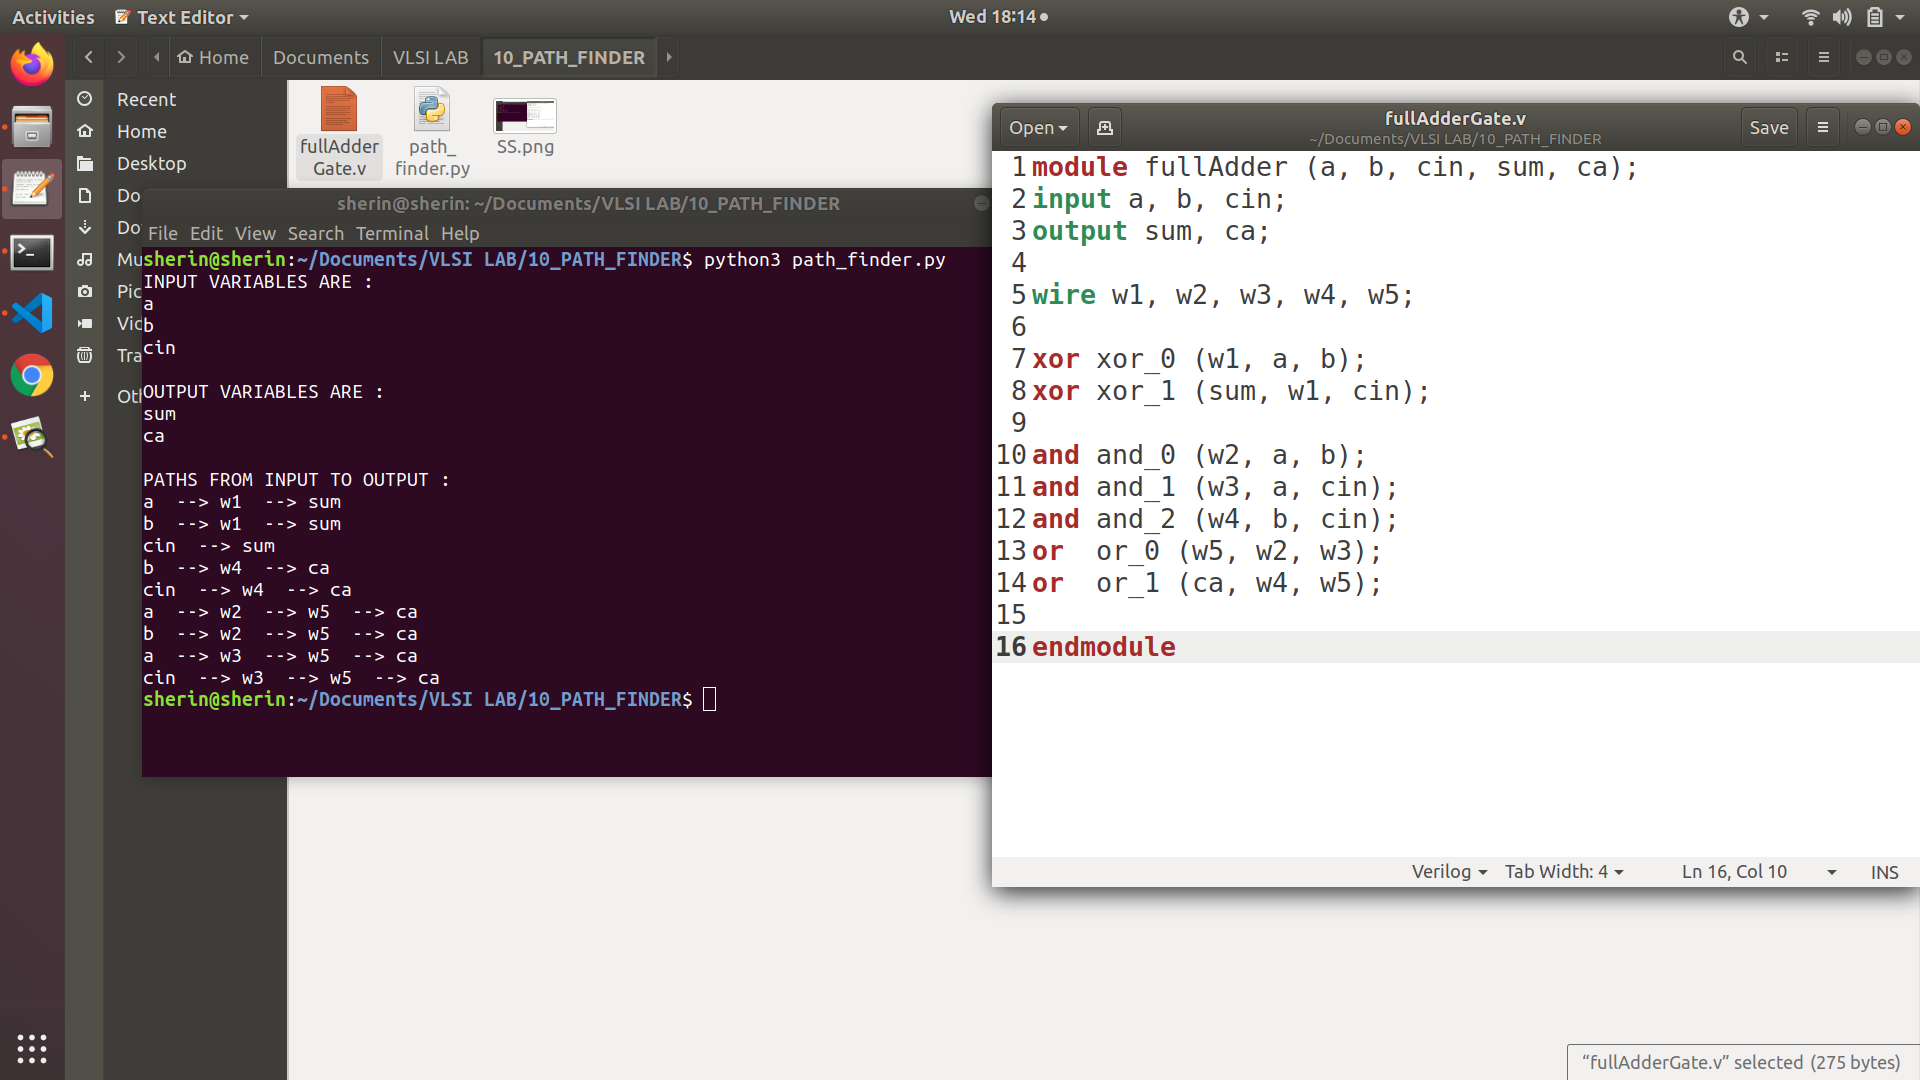 Activities
Text Editor
Wed 18:14
Home
Documents
VLSI LAB
10_PATH_FINDER
Recent
Home
Desktop
Do
Do
Mu
Pic
Vid
Tra
Oth
fullAdder
Gate.v
path_
finder.py
SS.png
sherin@sherin: ~/Documents/VLSI LAB/10_PATH_FINDER
File Edit View Search Terminal Help
sherin@sherin:~/Documents/VLSI LAB/10_PATH_FINDER$ python3 path_finder.py
INPUT VARIABLES ARE :
a
b
cin
OUTPUT VARIABLES ARE :
sum
ca
PATHS FROM INPUT TO OUTPUT :
a  --> w1  --> sum
b  --> w1  --> sum
cin  --> sum
b  --> w4  --> ca
cin  --> w4  --> ca
a  --> w2  --> w5  --> ca
b  --> w2  --> w5  --> ca
a  --> w3  --> w5  --> ca
cin  --> w3  --> w5  --> ca
sherin@sherin:~/Documents/VLSI LAB/10_PATH_FINDER$
Open
fullAdderGate.v
~/Documents/VLSI LAB/10_PATH_FINDER
Save
1 module fullAdder (a, b, cin, sum, ca);
2 input a, b, cin;
3 output sum, ca;
4
5 wire w1, w2, w3, w4, w5;
6
7 xor xor_0 (w1, a, b);
8 xor xor_1 (sum, w1, cin);
9
10 and and_0 (w2, a, b);
11 and and_1 (w3, a, cin);
12 and and_2 (w4, b, cin);
13 or  or_0 (w5, w2, w3);
14 or  or_1 (ca, w4, w5);
15
16 endmodule
Verilog
Tab Width: 4
Ln 16, Col 10
INS
“fullAdderGate.v” selected (275 bytes)